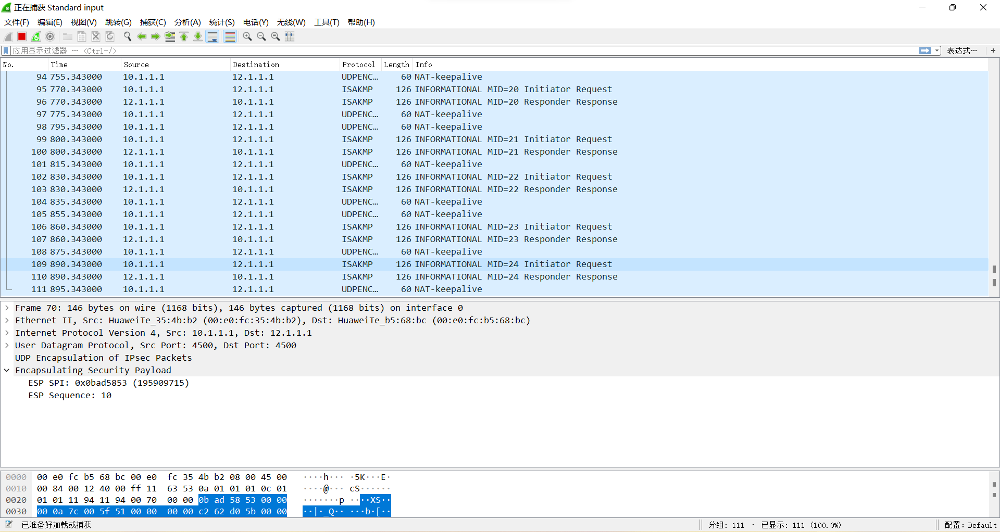 正在捕获 Standard input
文件(F) 编辑(E) 视图(V) 跳转(G) 捕获(C) 分析(A) 统计(S) 电话(Y) 无线(W) 工具(T) 帮助(H)
应用显示过滤器 … <Ctrl-/> 表达式… +
No. Time Source Destination Protocol Length Info
94 755.343000 10.1.1.1 12.1.1.1 UDPENC… 60 NAT-keepalive
95 770.343000 10.1.1.1 12.1.1.1 ISAKMP 126 INFORMATIONAL MID=20 Initiator Request
96 770.343000 12.1.1.1 10.1.1.1 ISAKMP 126 INFORMATIONAL MID=20 Responder Response
97 775.343000 10.1.1.1 12.1.1.1 UDPENC… 60 NAT-keepalive
98 795.343000 10.1.1.1 12.1.1.1 UDPENC… 60 NAT-keepalive
99 800.343000 10.1.1.1 12.1.1.1 ISAKMP 126 INFORMATIONAL MID=21 Initiator Request
100 800.343000 12.1.1.1 10.1.1.1 ISAKMP 126 INFORMATIONAL MID=21 Responder Response
101 815.343000 10.1.1.1 12.1.1.1 UDPENC… 60 NAT-keepalive
102 830.343000 10.1.1.1 12.1.1.1 ISAKMP 126 INFORMATIONAL MID=22 Initiator Request
103 830.343000 12.1.1.1 10.1.1.1 ISAKMP 126 INFORMATIONAL MID=22 Responder Response
104 835.343000 10.1.1.1 12.1.1.1 UDPENC… 60 NAT-keepalive
105 855.343000 10.1.1.1 12.1.1.1 UDPENC… 60 NAT-keepalive
106 860.343000 10.1.1.1 12.1.1.1 ISAKMP 126 INFORMATIONAL MID=23 Initiator Request
107 860.343000 12.1.1.1 10.1.1.1 ISAKMP 126 INFORMATIONAL MID=23 Responder Response
108 875.343000 10.1.1.1 12.1.1.1 UDPENC… 60 NAT-keepalive
109 890.343000 10.1.1.1 12.1.1.1 ISAKMP 126 INFORMATIONAL MID=24 Initiator Request
110 890.343000 12.1.1.1 10.1.1.1 ISAKMP 126 INFORMATIONAL MID=24 Responder Response
111 895.343000 10.1.1.1 12.1.1.1 UDPENC… 60 NAT-keepalive
Frame 70: 146 bytes on wire (1168 bits), 146 bytes captured (1168 bits) on interface 0
Ethernet II, Src: HuaweiTe_35:4b:b2 (00:e0:fc:35:4b:b2), Dst: HuaweiTe_b5:68:bc (00:e0:fc:b5:68:bc)
Internet Protocol Version 4, Src: 10.1.1.1, Dst: 12.1.1.1
User Datagram Protocol, Src Port: 4500, Dst Port: 4500
UDP Encapsulation of IPsec Packets
Encapsulating Security Payload
ESP SPI: 0x0bad5853 (195909715)
ESP Sequence: 10
0000 00 e0 fc b5 68 bc 00 e0 fc 35 4b b2 08 00 45 00 ····h··· ·5K···E·
0010 00 84 00 12 40 00 ff 11 63 53 0a 01 01 01 0c 01 ····@··· cS······
0020 01 01 11 94 11 94 00 70 00 00 0b ad 58 53 00 00 ·······p ····XS··
0030 00 0a 7c 00 5f 51 00 00 00 00 c2 62 d0 5b 00 00 ··|·_Q·· ···b·[··
已准备好加载或捕获 分组: 111 · 已显示: 111 (100.0%) 配置: Default